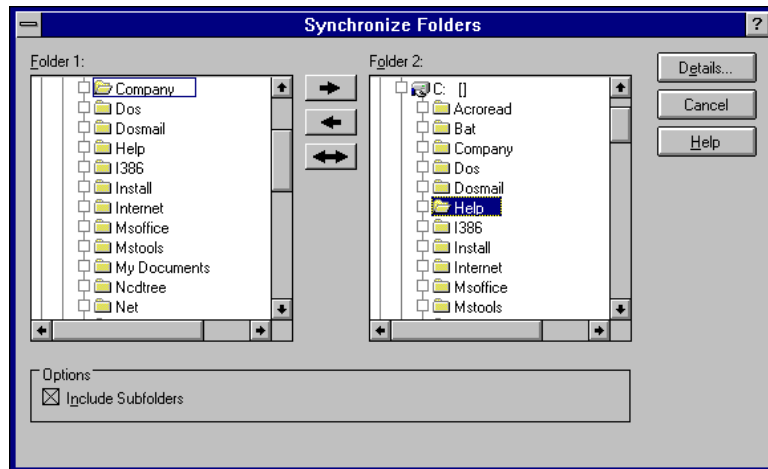 Synchronize Folders
?
Folder 1:
Company
Dos
Dosmail
Help
I386
Install
Internet
Msoffice
Mstools
My Documents
Ncdtree
Net
Folder 2:
C: []
Acroread
Bat
Company
Dos
Dosmail
Help
I386
Install
Internet
Msoffice
Mstools
Details...
Cancel
Help
Options
Include Subfolders